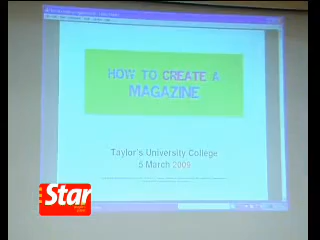 HOW TO CREATE A
MAGAZINE
Taylor's University College
5 March 2009
Star